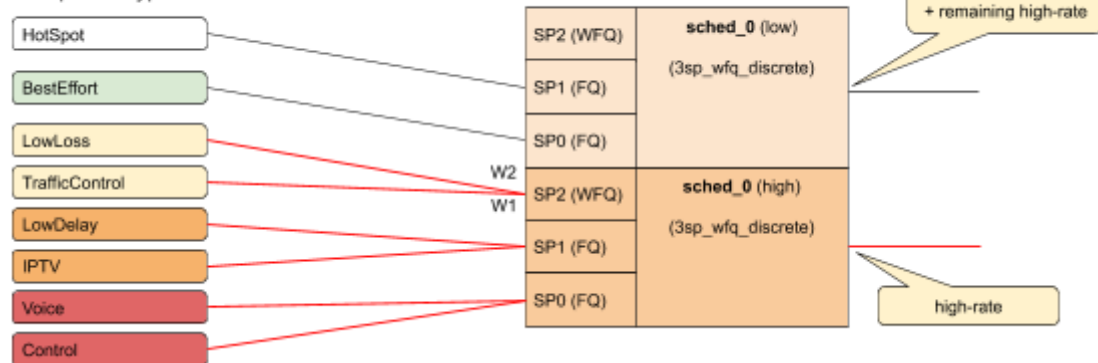 + remaining high-rate
HotSpot
BestEffort
LowLoss
TrafficControl
LowDelay
IPTV
Voice
Control
W2
W1
SP2 (WFQ)
SP1 (FQ)
SP0 (FQ)
sched_0 (low)
(3sp_wfq_discrete)
SP2 (WFQ)
SP1 (FQ)
SP0 (FQ)
sched_0 (high)
(3sp_wfq_discrete)
high-rate